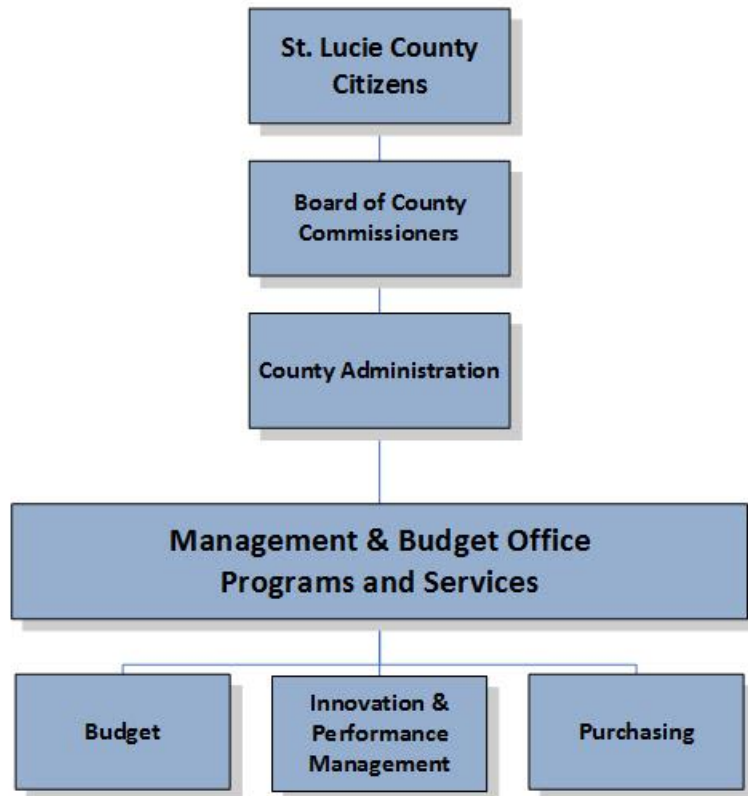 St. Lucie County
Citizens
Board of County
Commissioners
County Administration
Management & Budget Office
Programs and Services
Budget
Innovation &
Performance
Management
Purchasing